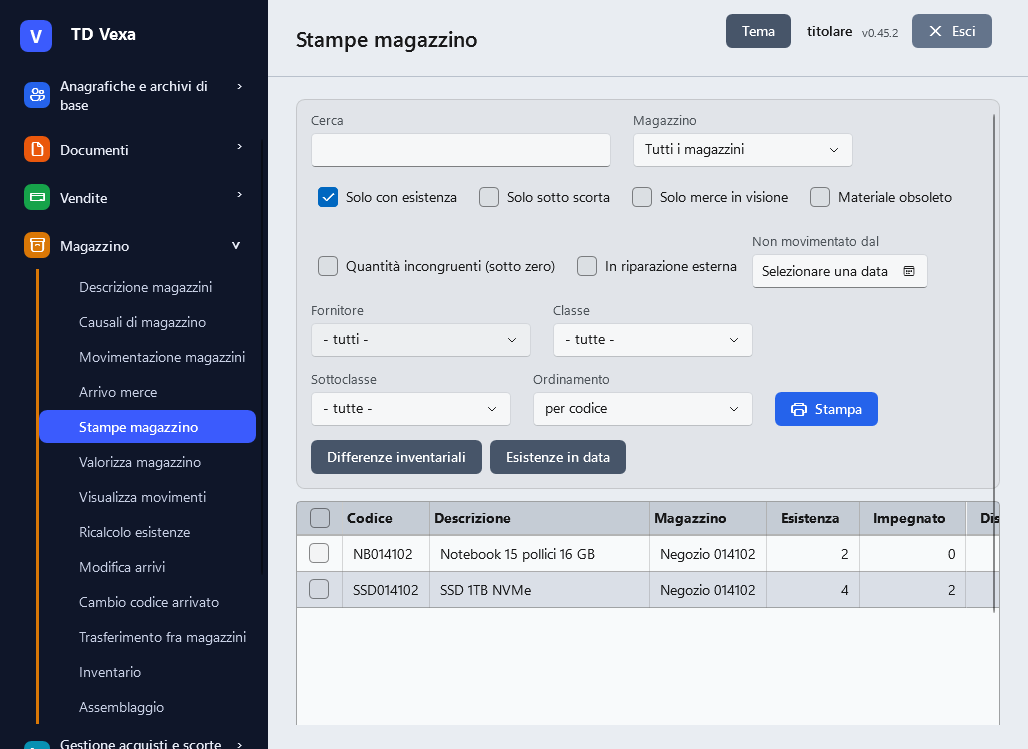 V
TD Vexa
Anagrafiche e archivi di
base
Documenti
Vendite
Magazzino
Descrizione magazzini
Causali di magazzino
Movimentazione magazzini
Arrivo merce
Stampe magazzino
Valorizza magazzino
Visualizza movimenti
Ricalcolo esistenze
Modifica arrivi
Cambio codice arrivato
Trasferimento fra magazzini
Inventario
Assemblaggio
Gestione acquisti e scorte
Stampe magazzino
Tema titolare v0.45.2 Esci
Cerca Magazzino
Tutti i magazzini
Solo con esistenza Solo sotto scorta Solo merce in visione Materiale obsoleto
Non movimentato dal
Quantità incongruenti (sotto zero) In riparazione esterna Selezionare una data
Fornitore Classe
- tutti - - tutte -
Sottoclasse Ordinamento
- tutte - per codice Stampa
Differenze inventariali Esistenze in data
Codice Descrizione Magazzino Esistenza Impegnato Dis
NB014102 Notebook 15 pollici 16 GB Negozio 014102 2 0
SSD014102 SSD 1TB NVMe Negozio 014102 4 2